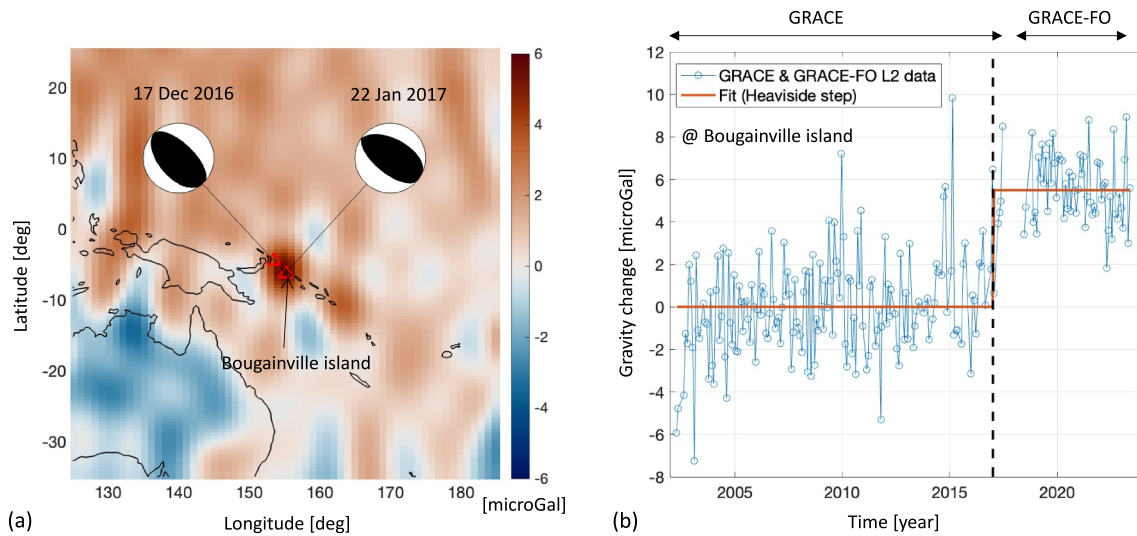 17 Dec 2016
22 Jan 2017
Bougainville island
20
10
0
-10
-20
-30
Latitude [deg]
130
140
150
160
170
180
Longitude [deg]
6
4
2
0
-2
-4
-6
[microGal]
(a)
GRACE
GRACE-FO
GRACE & GRACE-FO L2 data
Fit (Heaviside step)
@ Bougainville island
12
10
8
6
4
2
0
-2
-4
-6
-8
Gravity change [microGal]
2005
2010
2015
2020
Time [year]
(b)